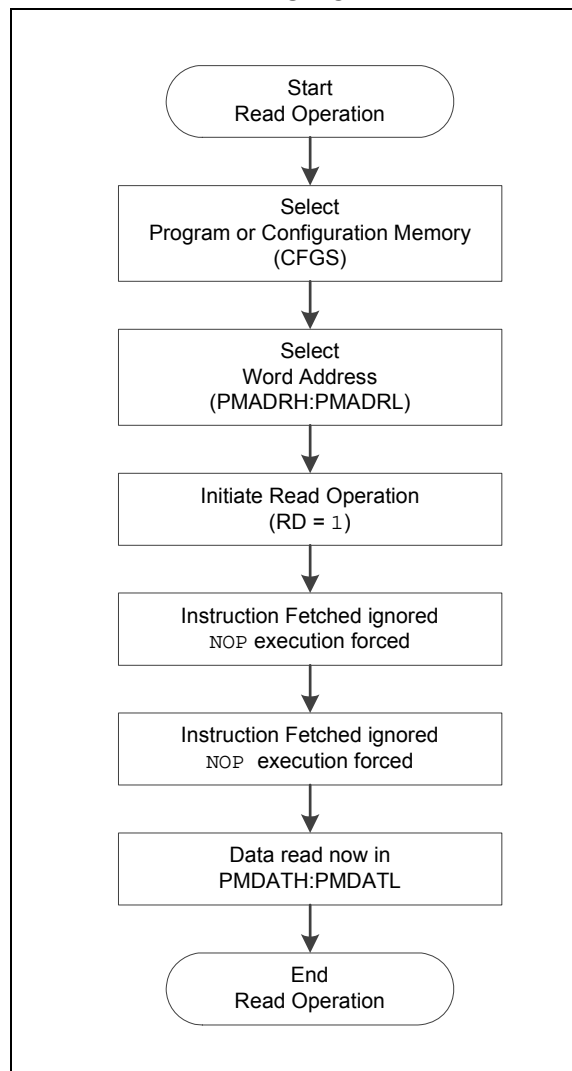 Start
Read Operation
Select
Program or Configuration Memory
(CFGS)
Select
Word Address
(PMADRH:PMADRL)
Initiate Read Operation
(RD = 1)
Instruction Fetched ignored
NOP execution forced
Instruction Fetched ignored
NOP execution forced
Data read now in
PMDATH:PMDATL
End
Read Operation